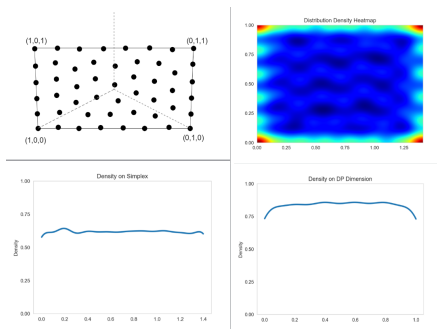 (1,0,1) (0,1,1)
(1,0,0) (0,1,0)
Distribution Density Heatmap
1.00
0.75
0.50
0.25
0.00
0.00 0.25 0.50 0.75 1.00 1.25
Density on Simplex
1.00
0.75
Density
0.50
0.25
0.00
0.0 0.2 0.4 0.6 0.8 1.0 1.2 1.4
Density on DP Dimension
1.00
0.75
Density
0.50
0.25
0.00
0.0 0.2 0.4 0.6 0.8 1.0